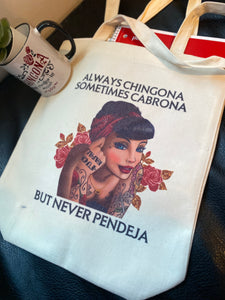 ALWAYS CHINGONA
SOMETIMES CABRONA
BUT NEVER PENDEJA